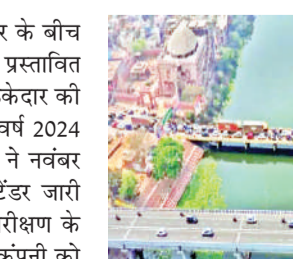 र के बीच
प्रस्तावित
केदार की
वर्ष 2024
ने नवंबर
टेंडर जारी
रीक्षण के
कंपनी को